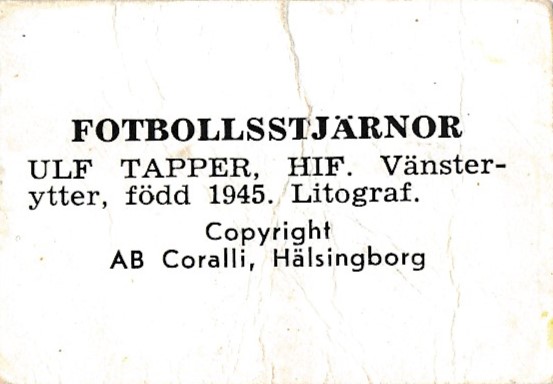 FOTBOLLSSTJÄRNOR
ULF TAPPER, HIF. Vänster-
ytter, född 1945. Litograf.
Copyright
AB Coralli, Hälsingborg